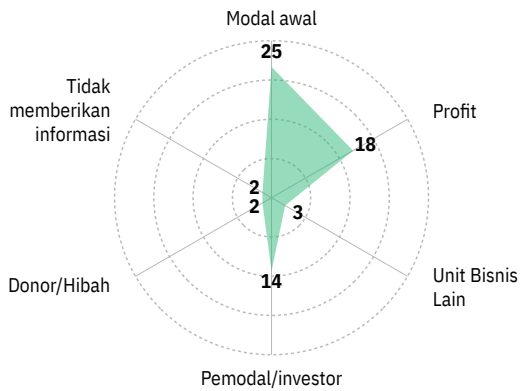 Modal awal
25
Tidak
memberikan
informasi
Profit
18
2
2
3
Donor/Hibah
Unit Bisnis
Lain
14
Pemodal/investor